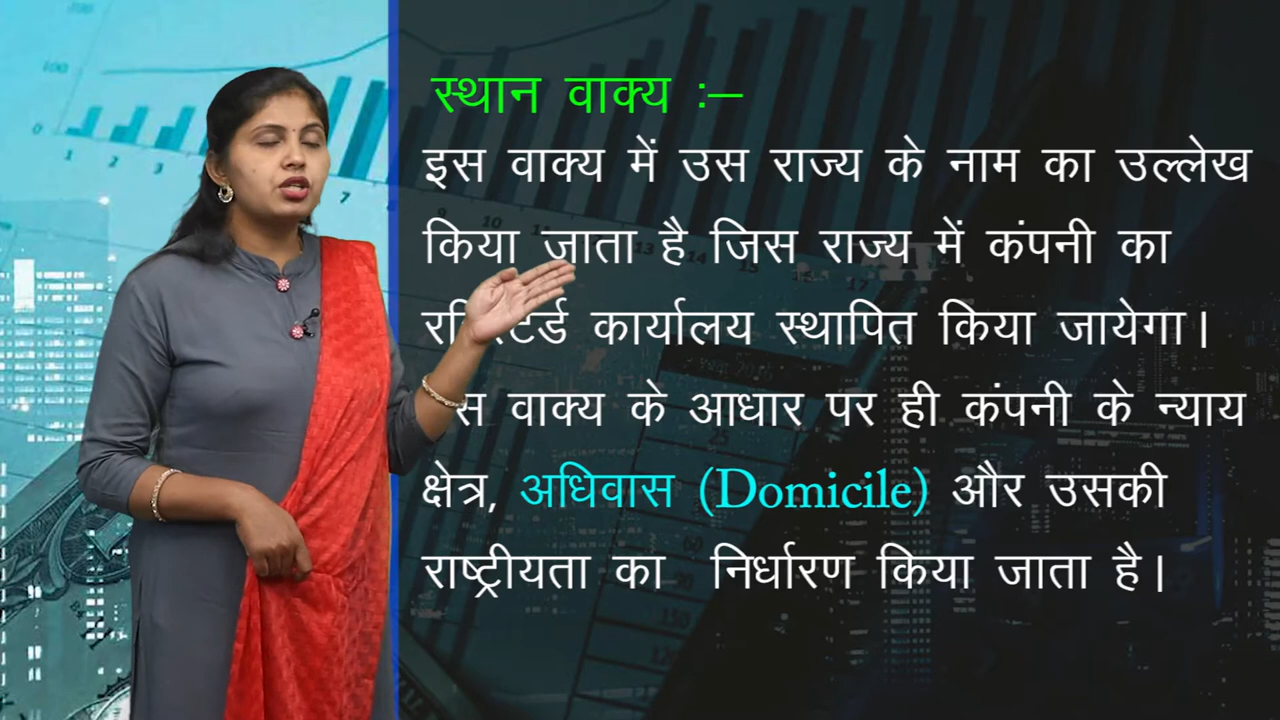 स्थान वाक्य :–
इस वाक्य में उस राज्य के नाम का उल्लेख
किया जाता है जिस राज्य में कंपनी का
कार्यालय स्थापित किया जायेगा।
वाक्य के आधार पर ही कंपनी के न्याय
क्षेत्र, अधिवास (Domicile) और उसकी
राष्ट्रीयता का निर्धारण किया जाता है।